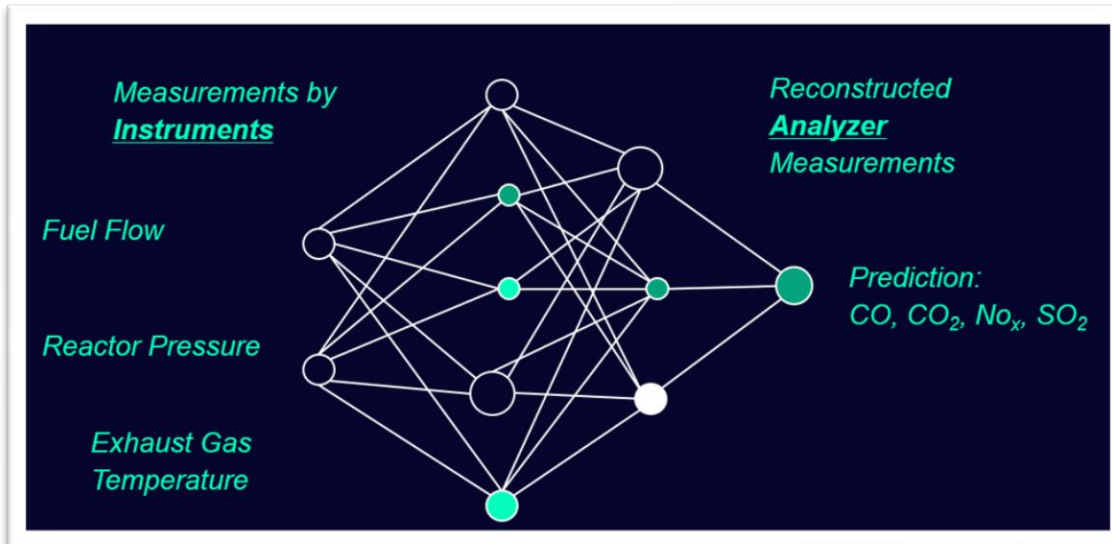 Measurements by
Instruments
Fuel Flow
Reactor Pressure
Exhaust Gas
Temperature
Reconstructed
Analyzer
Measurements
Prediction:
CO, CO₂, Noₓ, SO₂